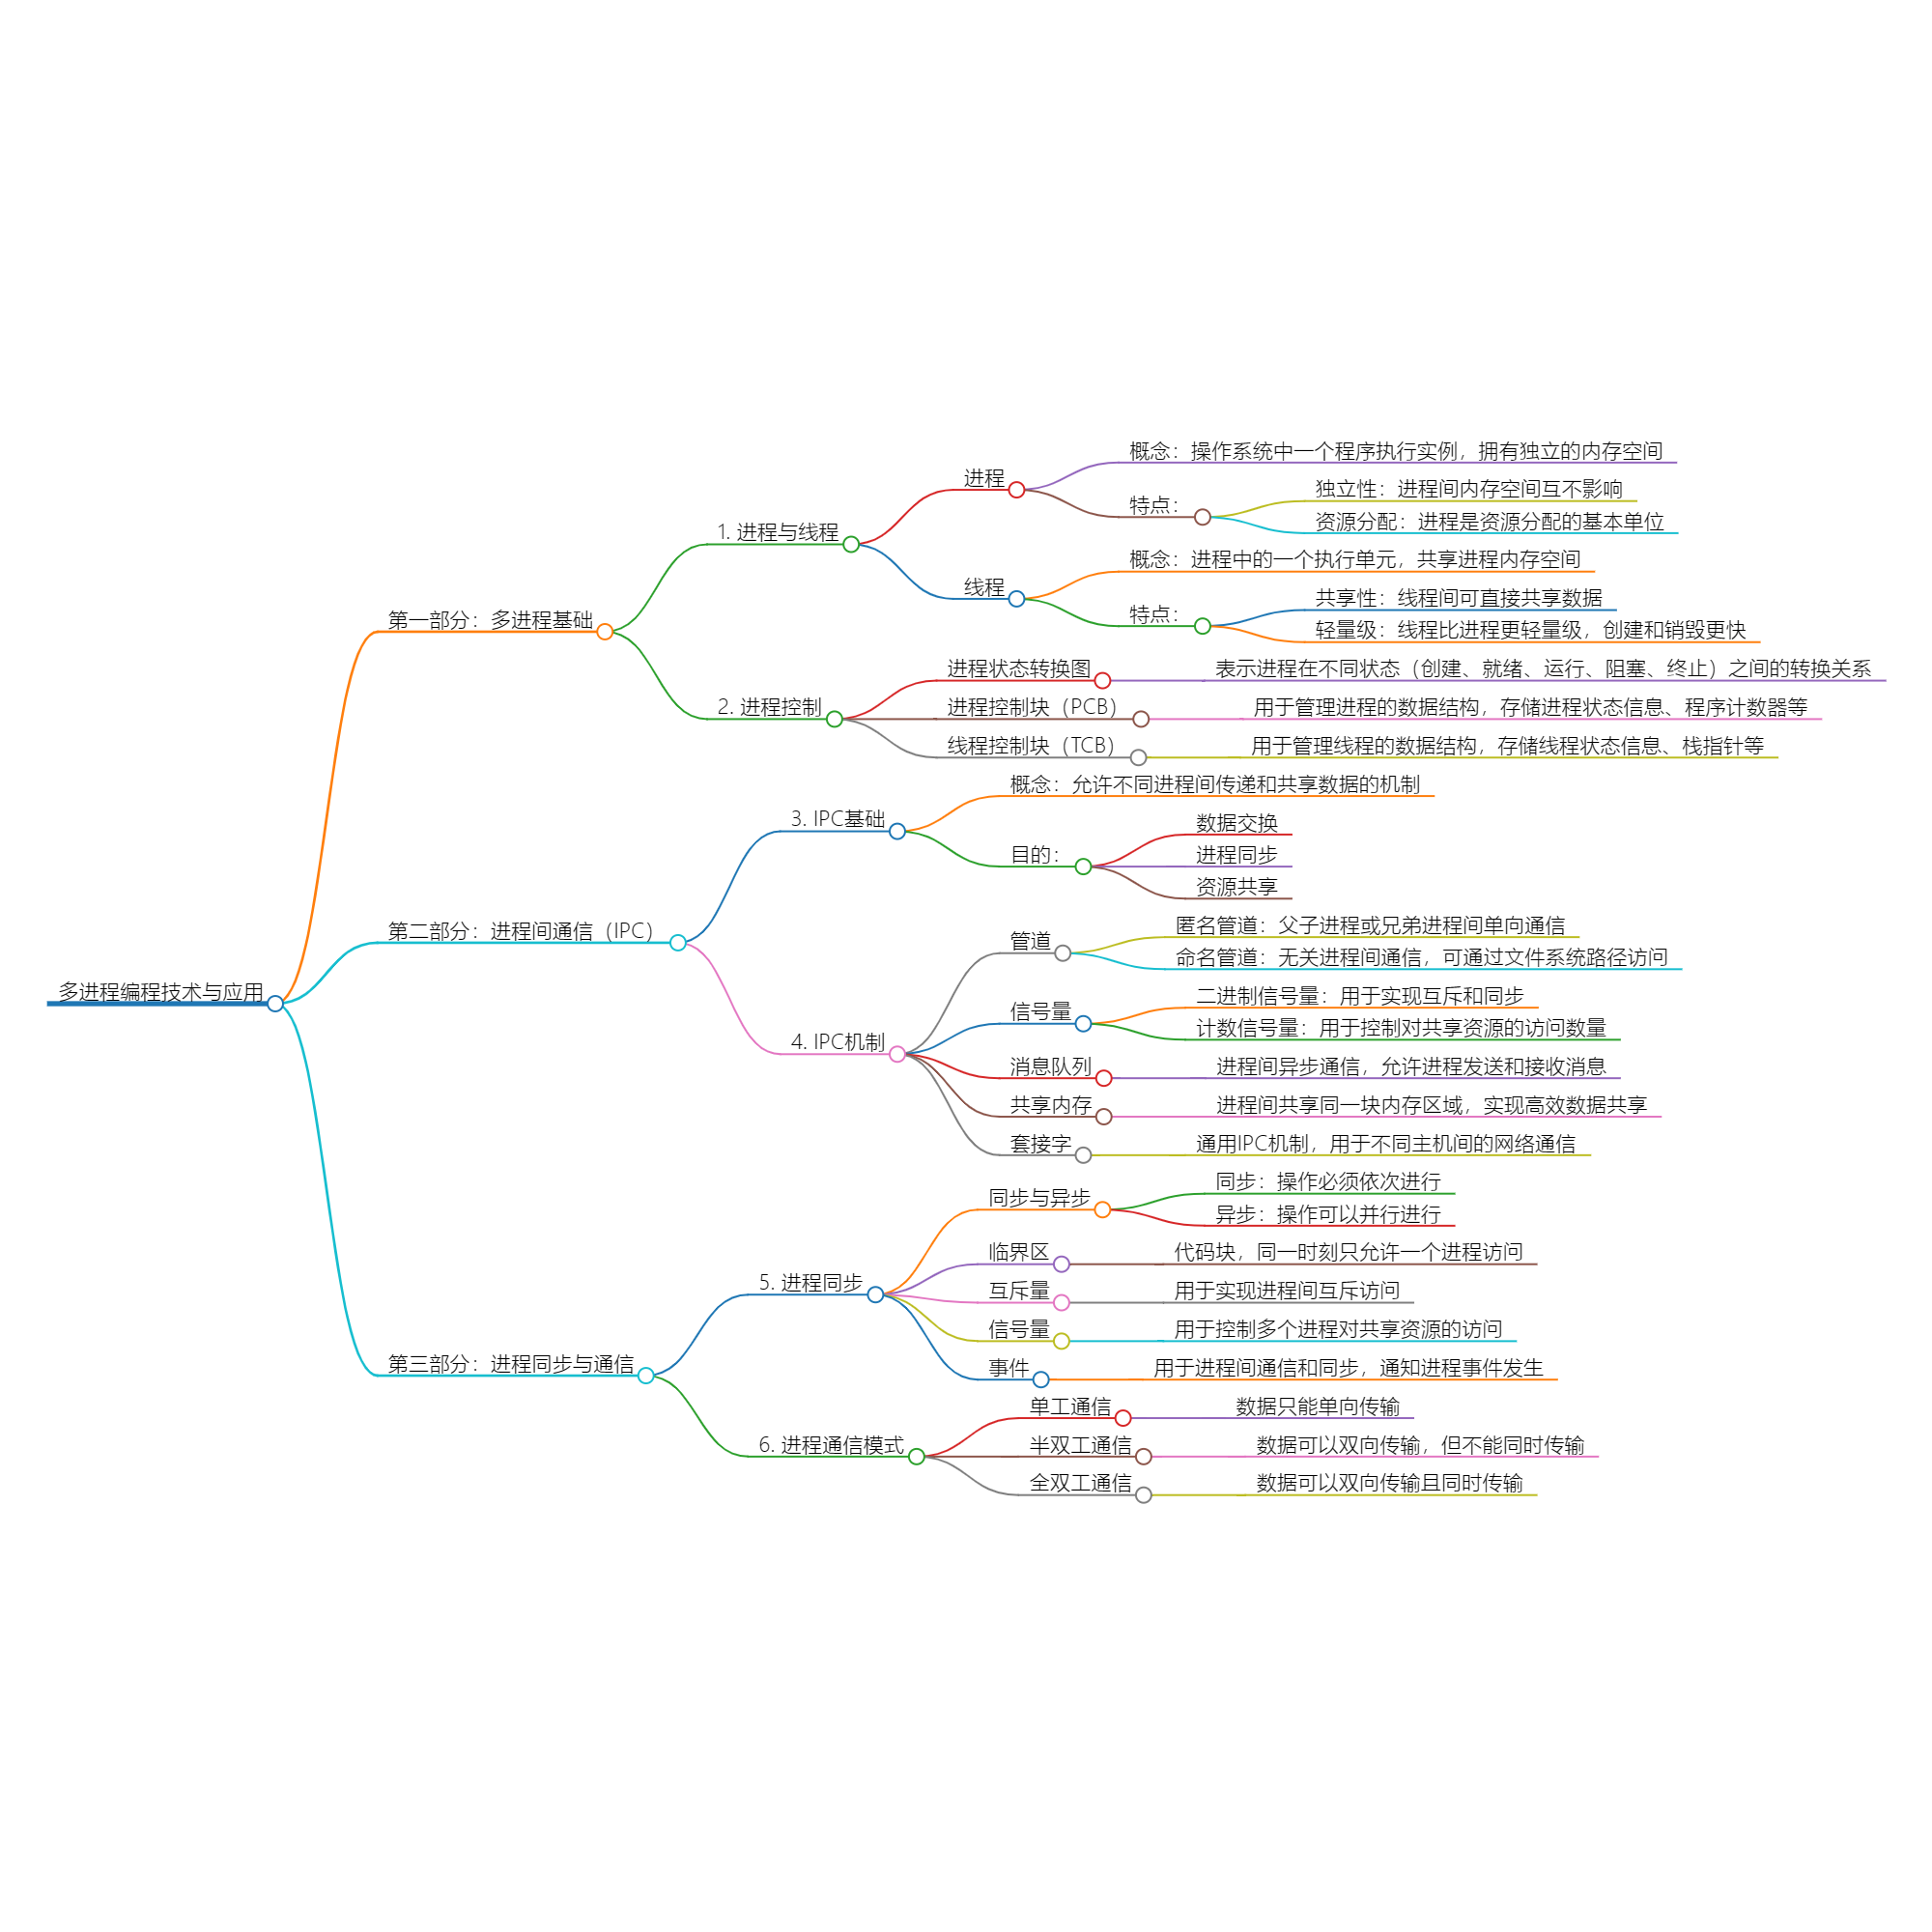 多进程编程技术与应用
第一部分：多进程基础
1. 进程与线程
进程
概念：操作系统中一个程序执行实例，拥有独立的内存空间
特点：
独立性：进程间内存空间互不影响
资源分配：进程是资源分配的基本单位
线程
概念：进程中的一个执行单元，共享进程内存空间
特点：
共享性：线程间可直接共享数据
轻量级：线程比进程更轻量级，创建和销毁更快
2. 进程控制
进程状态转换图
表示进程在不同状态（创建、就绪、运行、阻塞、终止）之间的转换关系
进程控制块（PCB）
用于管理进程的数据结构，存储进程状态信息、程序计数器等
线程控制块（TCB）
用于管理线程的数据结构，存储线程状态信息、栈指针等
第二部分：进程间通信（IPC）
3. IPC基础
概念：允许不同进程间传递和共享数据的机制
目的：
数据交换
进程同步
资源共享
4. IPC机制
管道
匿名管道：父子进程或兄弟进程间单向通信
命名管道：无关进程间通信，可通过文件系统路径访问
信号量
二进制信号量：用于实现互斥和同步
计数信号量：用于控制对共享资源的访问数量
消息队列
进程间异步通信，允许进程发送和接收消息
共享内存
进程间共享同一块内存区域，实现高效数据共享
套接字
通用IPC机制，用于不同主机间的网络通信
第三部分：进程同步与通信
5. 进程同步
同步与异步
同步：操作必须依次进行
异步：操作可以并行进行
临界区
代码块，同一时刻只允许一个进程访问
互斥量
用于实现进程间互斥访问
信号量
用于控制多个进程对共享资源的访问
事件
用于进程间通信和同步，通知进程事件发生
6. 进程通信模式
单工通信
数据只能单向传输
半双工通信
数据可以双向传输，但不能同时传输
全双工通信
数据可以双向传输且同时传输